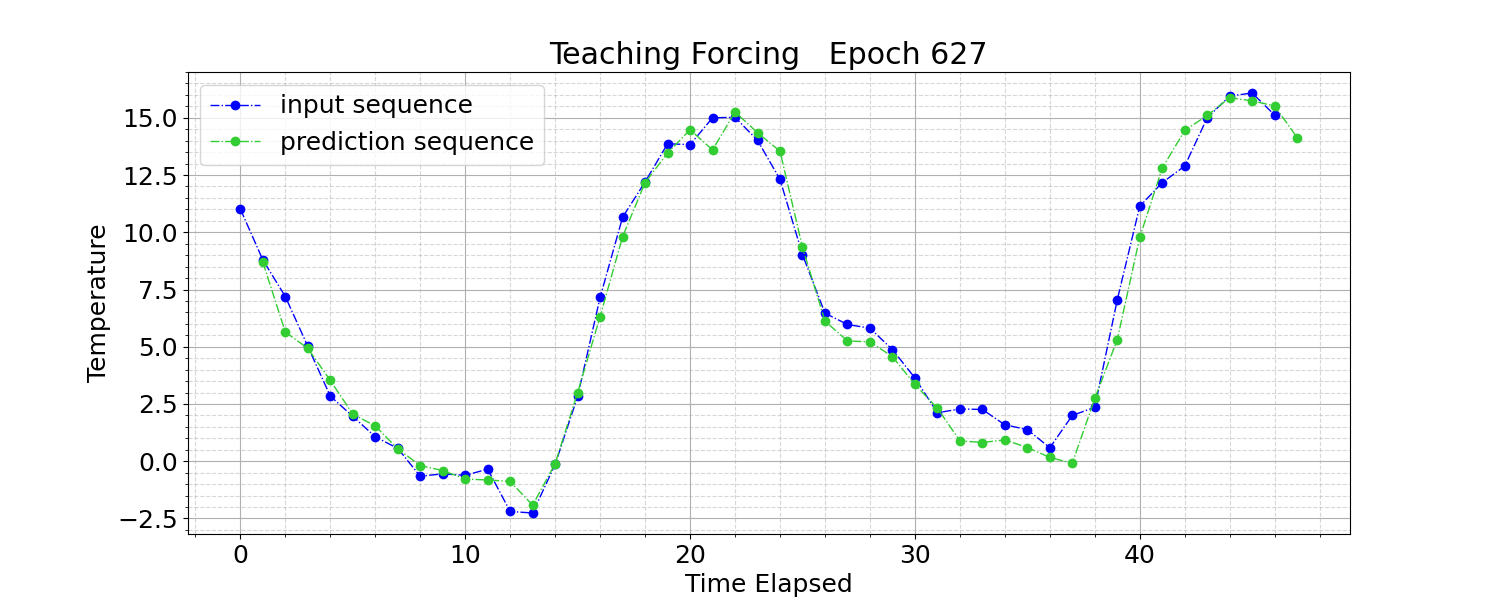 Teaching Forcing   Epoch 627
input sequence
prediction sequence
15.0
12.5
10.0
7.5
5.0
2.5
0.0
−2.5
Temperature
0 10 20 30 40
Time Elapsed